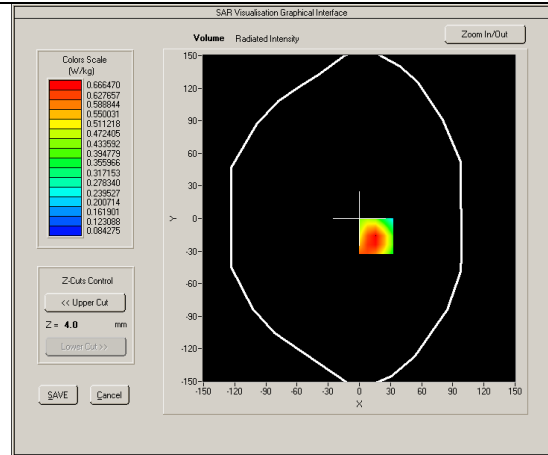 SAR Visualisation Graphical Interface
Volume Radiated Intensity
Zoom In/Out
Colors Scale
(W/kg)
0.666470
0.627657
0.588844
0.550031
0.511218
0.472405
0.433592
0.394779
0.355966
0.317153
0.278340
0.239527
0.200714
0.161901
0.123088
0.084275
Z-Cuts Control
<< Upper Cut
Z = 4.0 mm
Lower Cut >>
SAVE Cancel
150
120
90
60
30
0
-30
-60
-90
-120
-150
Y
-150 -120 -90 -60 -30 0 30 60 90 120 150
X